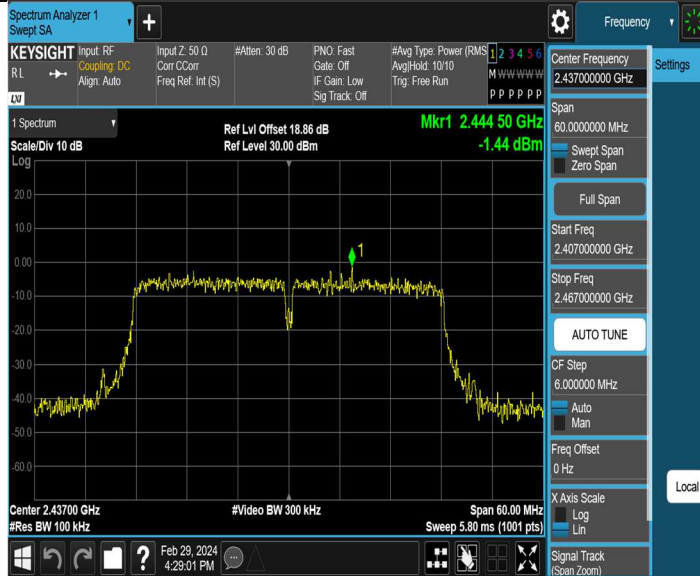 Spectrum Analyzer 1
Swept SA
+
Frequency
KEYSIGHT
Input: RF
Coupling: DC
Align: Auto
Input Z: 50 Ω
Corr CCorr
Freq Ref: Int (S)
#Atten: 30 dB
PNO: Fast
Gate: Off
IF Gain: Low
Sig Track: Off
#Avg Type: Power (RMS
Avg|Hold: 10/10
Trig: Free Run
1 2 3 4 5 6
M W W W W W
P P P P P P
RL
LXI
1 Spectrum
Scale/Div 10 dB
Ref Lvl Offset 18.86 dB
Ref Level 30.00 dBm
Mkr1 2.444 50 GHz
-1.44 dBm
Log
20.0
10.0
0.00
-10.0
-20.0
-30.0
-40.0
-50.0
-60.0
1
Center 2.43700 GHz
#Res BW 100 kHz
#Video BW 300 kHz
Span 60.00 MHz
Sweep 5.80 ms (1001 pts)
Center Frequency
2.437000000 GHz
Settings
Span
60.0000000 MHz
Swept Span
Zero Span
Full Span
Start Freq
2.407000000 GHz
Stop Freq
2.467000000 GHz
AUTO TUNE
CF Step
6.000000 MHz
Auto
Man
Freq Offset
0 Hz
X Axis Scale
Log
Lin
Local
Signal Track
(Span Zoom)
?
Feb 29, 2024
4:29:01 PM